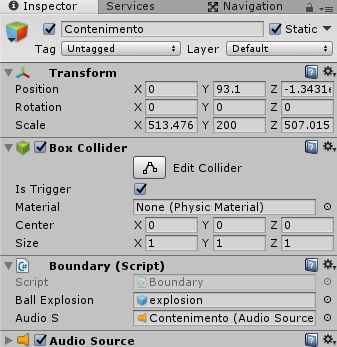 Inspector Services Navigation
Contenimento Static
Tag Untagged Layer Default
Transform
Position X 0 Y 93.1 Z -1.3431e
Rotation X 0 Y 0 Z 0
Scale X 513.476 Y 200 Z 507.015
Box Collider
Edit Collider
Is Trigger
Material None (Physic Material)
Center X 0 Y 0 Z 0
Size X 1 Y 1 Z 1
Boundary (Script)
Script Boundary
Ball Explosion explosion
Audio S Contenimento (Audio Source
Audio Source